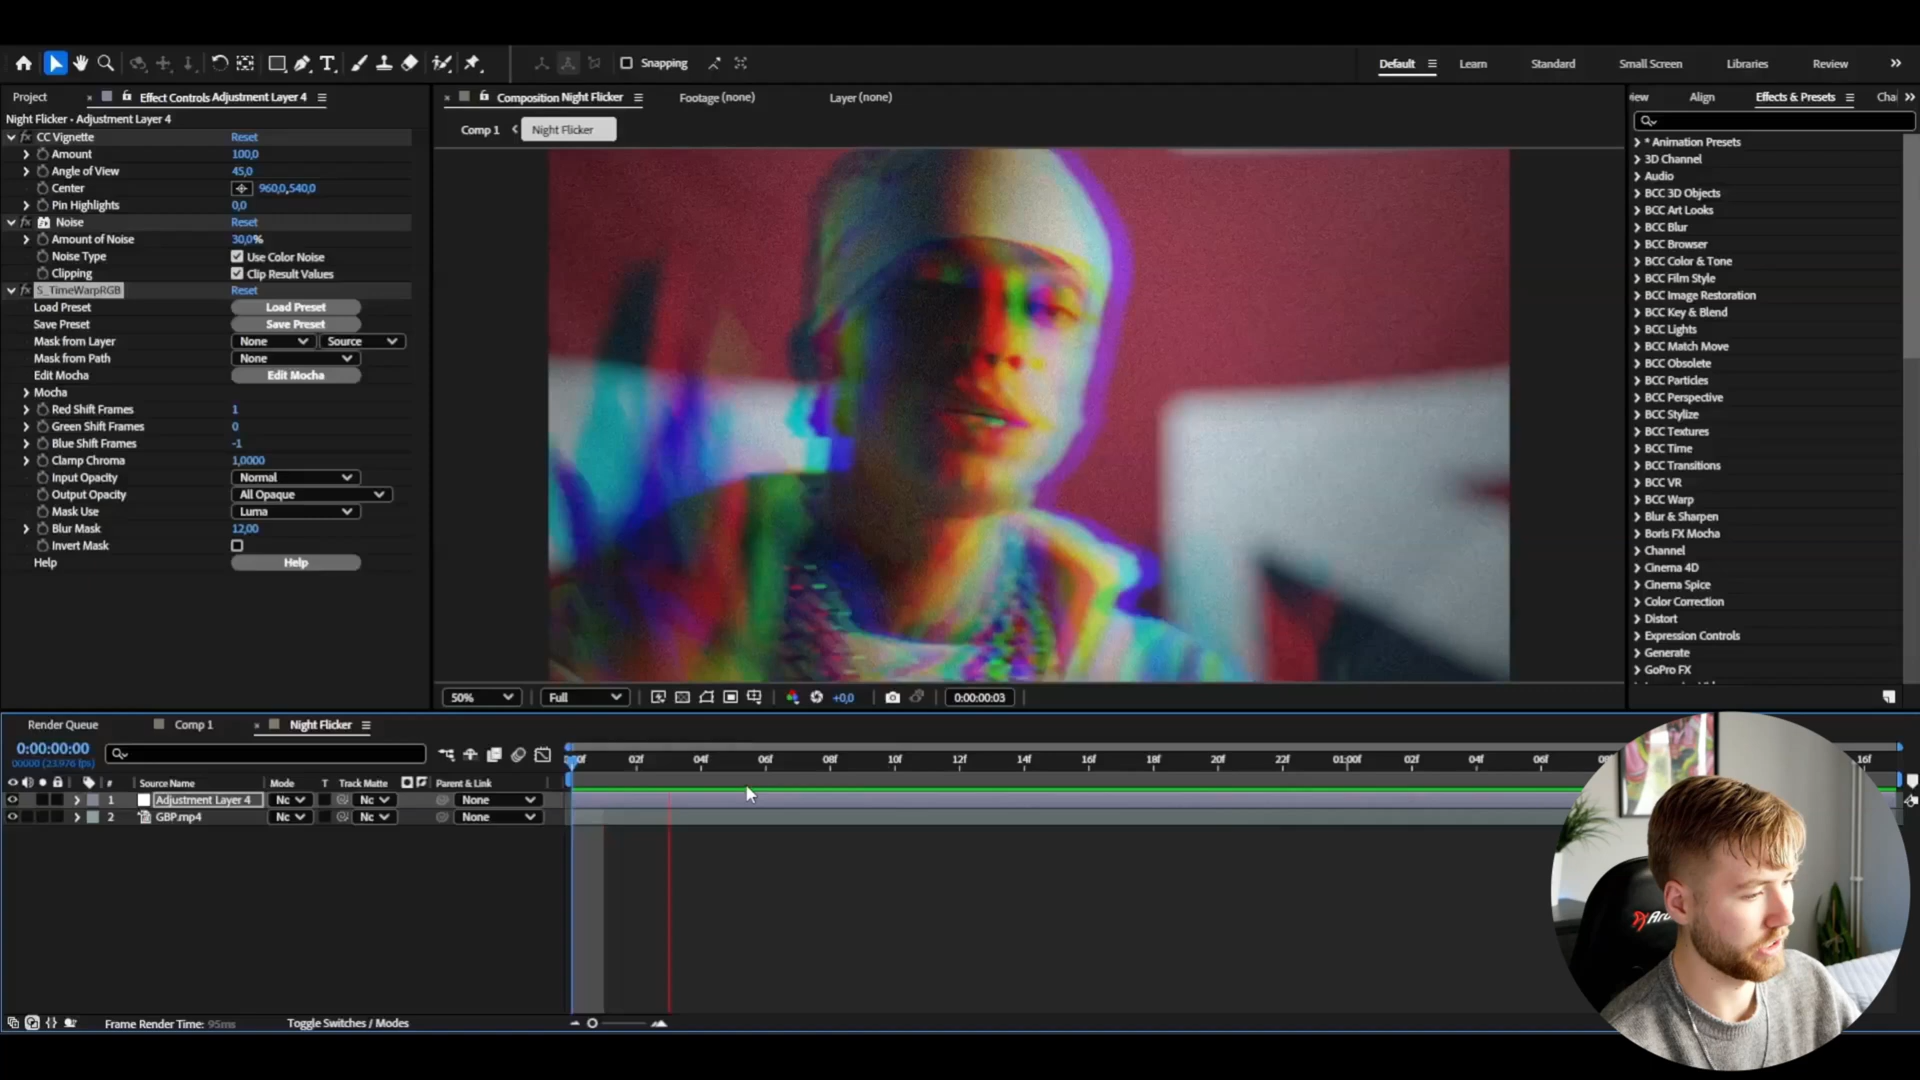 Snapping
Default
Learn
Standard
Small Screen
Libraries
Review
Project
Effect Controls Adjustment Layer 4
Composition Night Flicker
Footage (none)
Layer (none)
Align
Effects & Presets
Night Flicker • Adjustment Layer 4
Comp 1
Night Flicker
CC Vignette Reset
Amount 100,0
Angle of View 45,0
Center 960,0,540,0
Pin Highlights 0,0
Noise Reset
Amount of Noise 30,0%
Noise Type Use Color Noise
Clipping Clip Result Values
S_TimeWarpRGB Reset
Load Preset Load Preset
Save Preset Save Preset
Mask from Layer None Source
Mask from Path None
Edit Mocha Edit Mocha
Mocha
Red Shift Frames 1
Green Shift Frames 0
Blue Shift Frames -1
Clamp Chroma 1,0000
Input Opacity Normal
Output Opacity All Opaque
Mask Use Luma
Blur Mask 12,00
Invert Mask
Help Help
* Animation Presets
3D Channel
Audio
BCC 3D Objects
BCC Art Looks
BCC Blur
BCC Browser
BCC Color & Tone
BCC Film Style
BCC Image Restoration
BCC Key & Blend
BCC Lights
BCC Match Move
BCC Obsolete
BCC Particles
BCC Perspective
BCC Stylize
BCC Textures
BCC Time
BCC Transitions
BCC VR
BCC Warp
Blur & Sharpen
Boris FX Mocha
Channel
Cinema 4D
Cinema Spice
Color Correction
Distort
Expression Controls
Generate
GoPro FX
50% Full +0,0 0:00:00:03
Render Queue
Comp 1
Night Flicker
0:00:00:00
00000 (23.976 fps)
02f 04f 06f 08f 10f 12f 14f 16f 18f 20f 22f 01:00f 02f 04f 06f 16f
# Source Name Mode T Track Matte Parent & Link
1 Adjustment Layer 4 None
2 GBP.mp4 None
Frame Render Time: 95ms
Toggle Switches / Modes